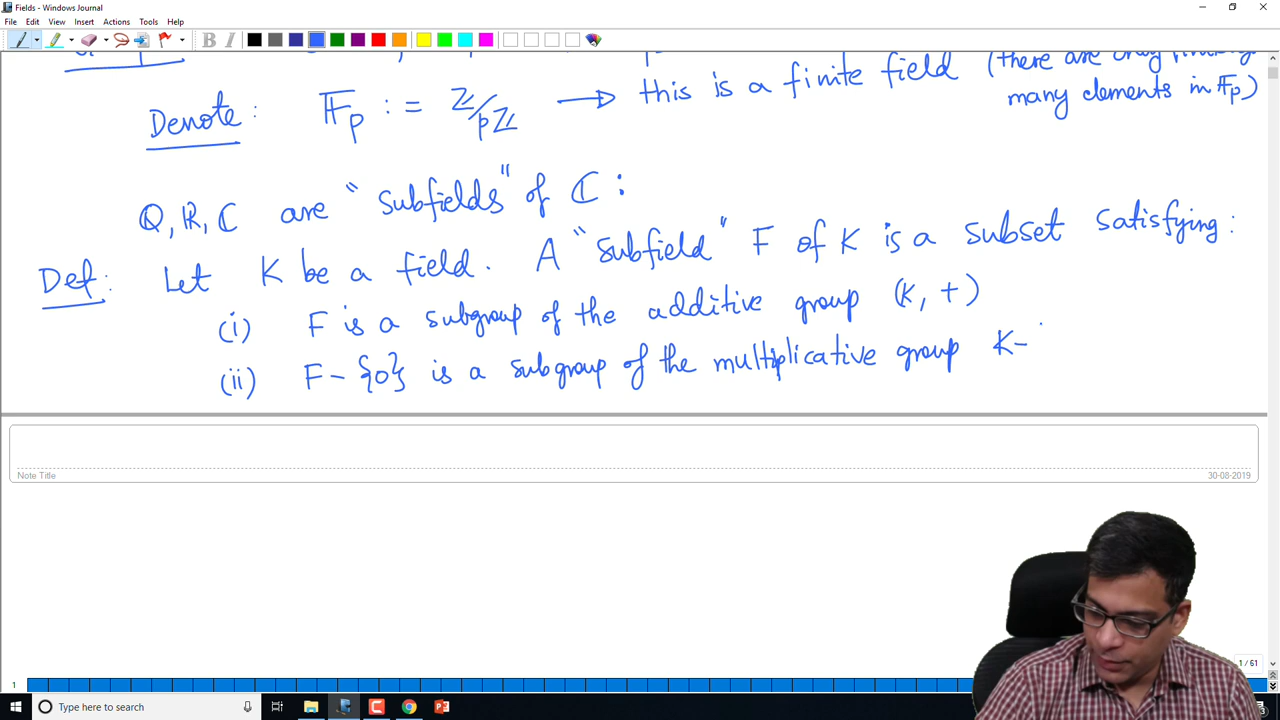 Fields - Windows Journal
File Edit View Insert Actions Tools Help
this is a finite field (there are only finitely
Denote: 𝔽p := ℤ/pℤ → many elements in 𝔽p)
ℚ, ℝ, ℂ are "subfields" of ℂ:
Def: Let K be a field. A "subfield" F of K is a subset satisfying:
(i) F is a subgroup of the additive group (K, +)
(ii) F - {0} is a subgroup of the multiplicative group K-
Note Title
30-08-2019
1 / 61
1
Type here to search